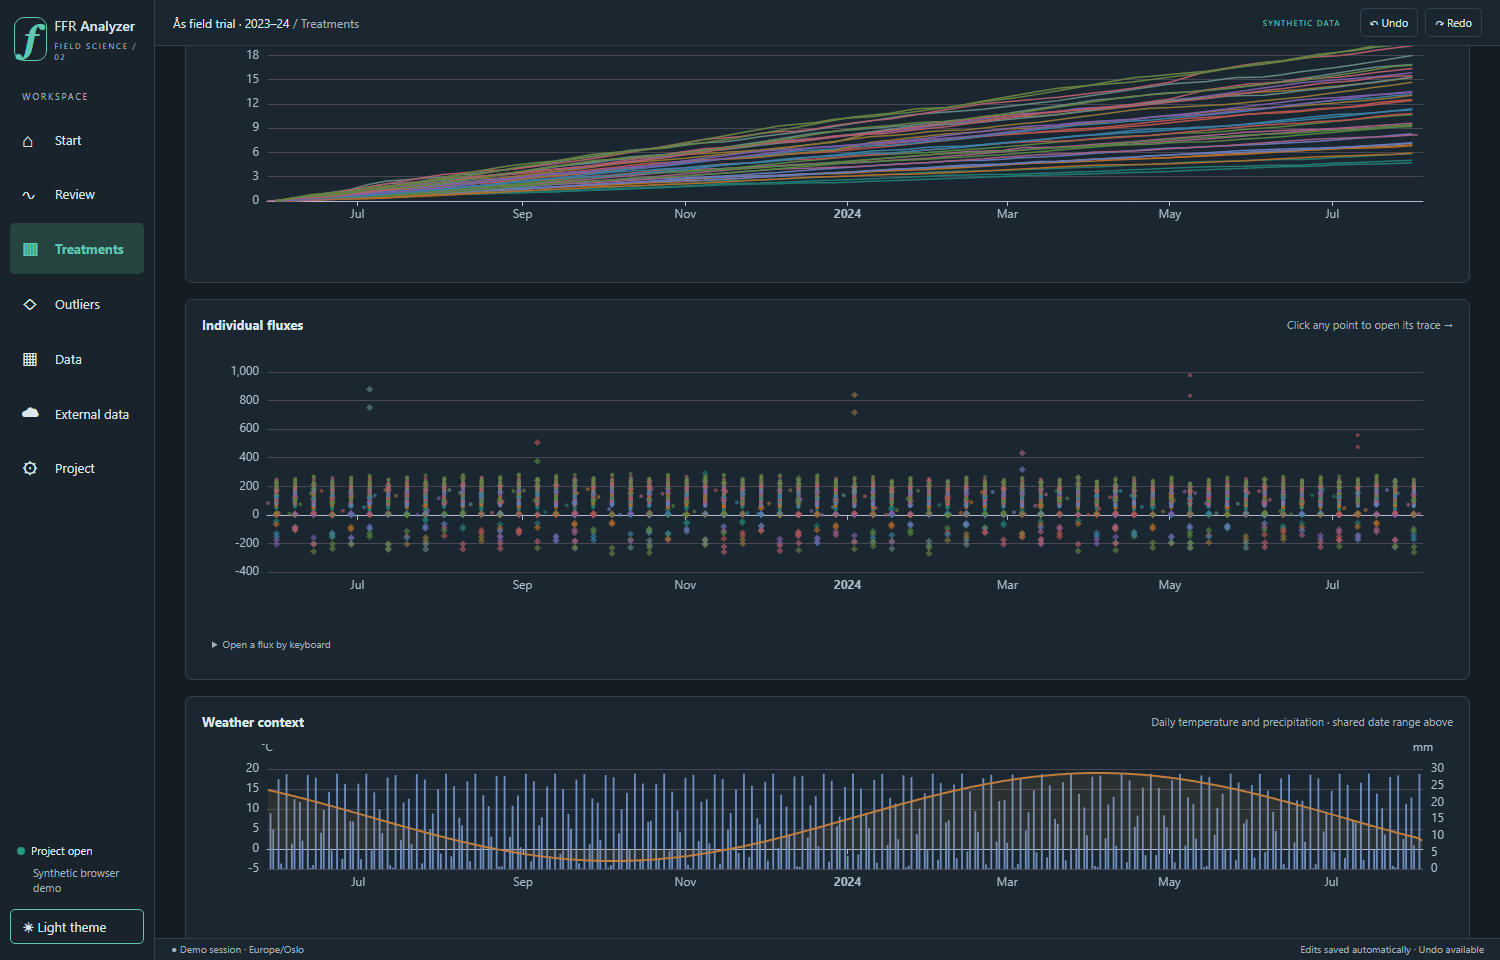 FFR Analyzer
FIELD SCIENCE /
02
WORKSPACE
Start
Review
Treatments
Outliers
Data
External data
Project
Project open
Synthetic browser
demo
☀ Light theme
Ås field trial · 2023–24 / Treatments
SYNTHETIC DATA
↶ Undo
↷ Redo
18
15
12
9
6
3
0
Jul Sep Nov 2024 Mar May Jul
Individual fluxes
Click any point to open its trace →
1,000
800
600
400
200
0
-200
-400
Jul Sep Nov 2024 Mar May Jul
▶ Open a flux by keyboard
Weather context
Daily temperature and precipitation · shared date range above
°C mm
20 30
15 25
10 20
5 15
0 10
-5 5
0
Jul Sep Nov 2024 Mar May Jul
● Demo session · Europe/Oslo
Edits saved automatically · Undo available